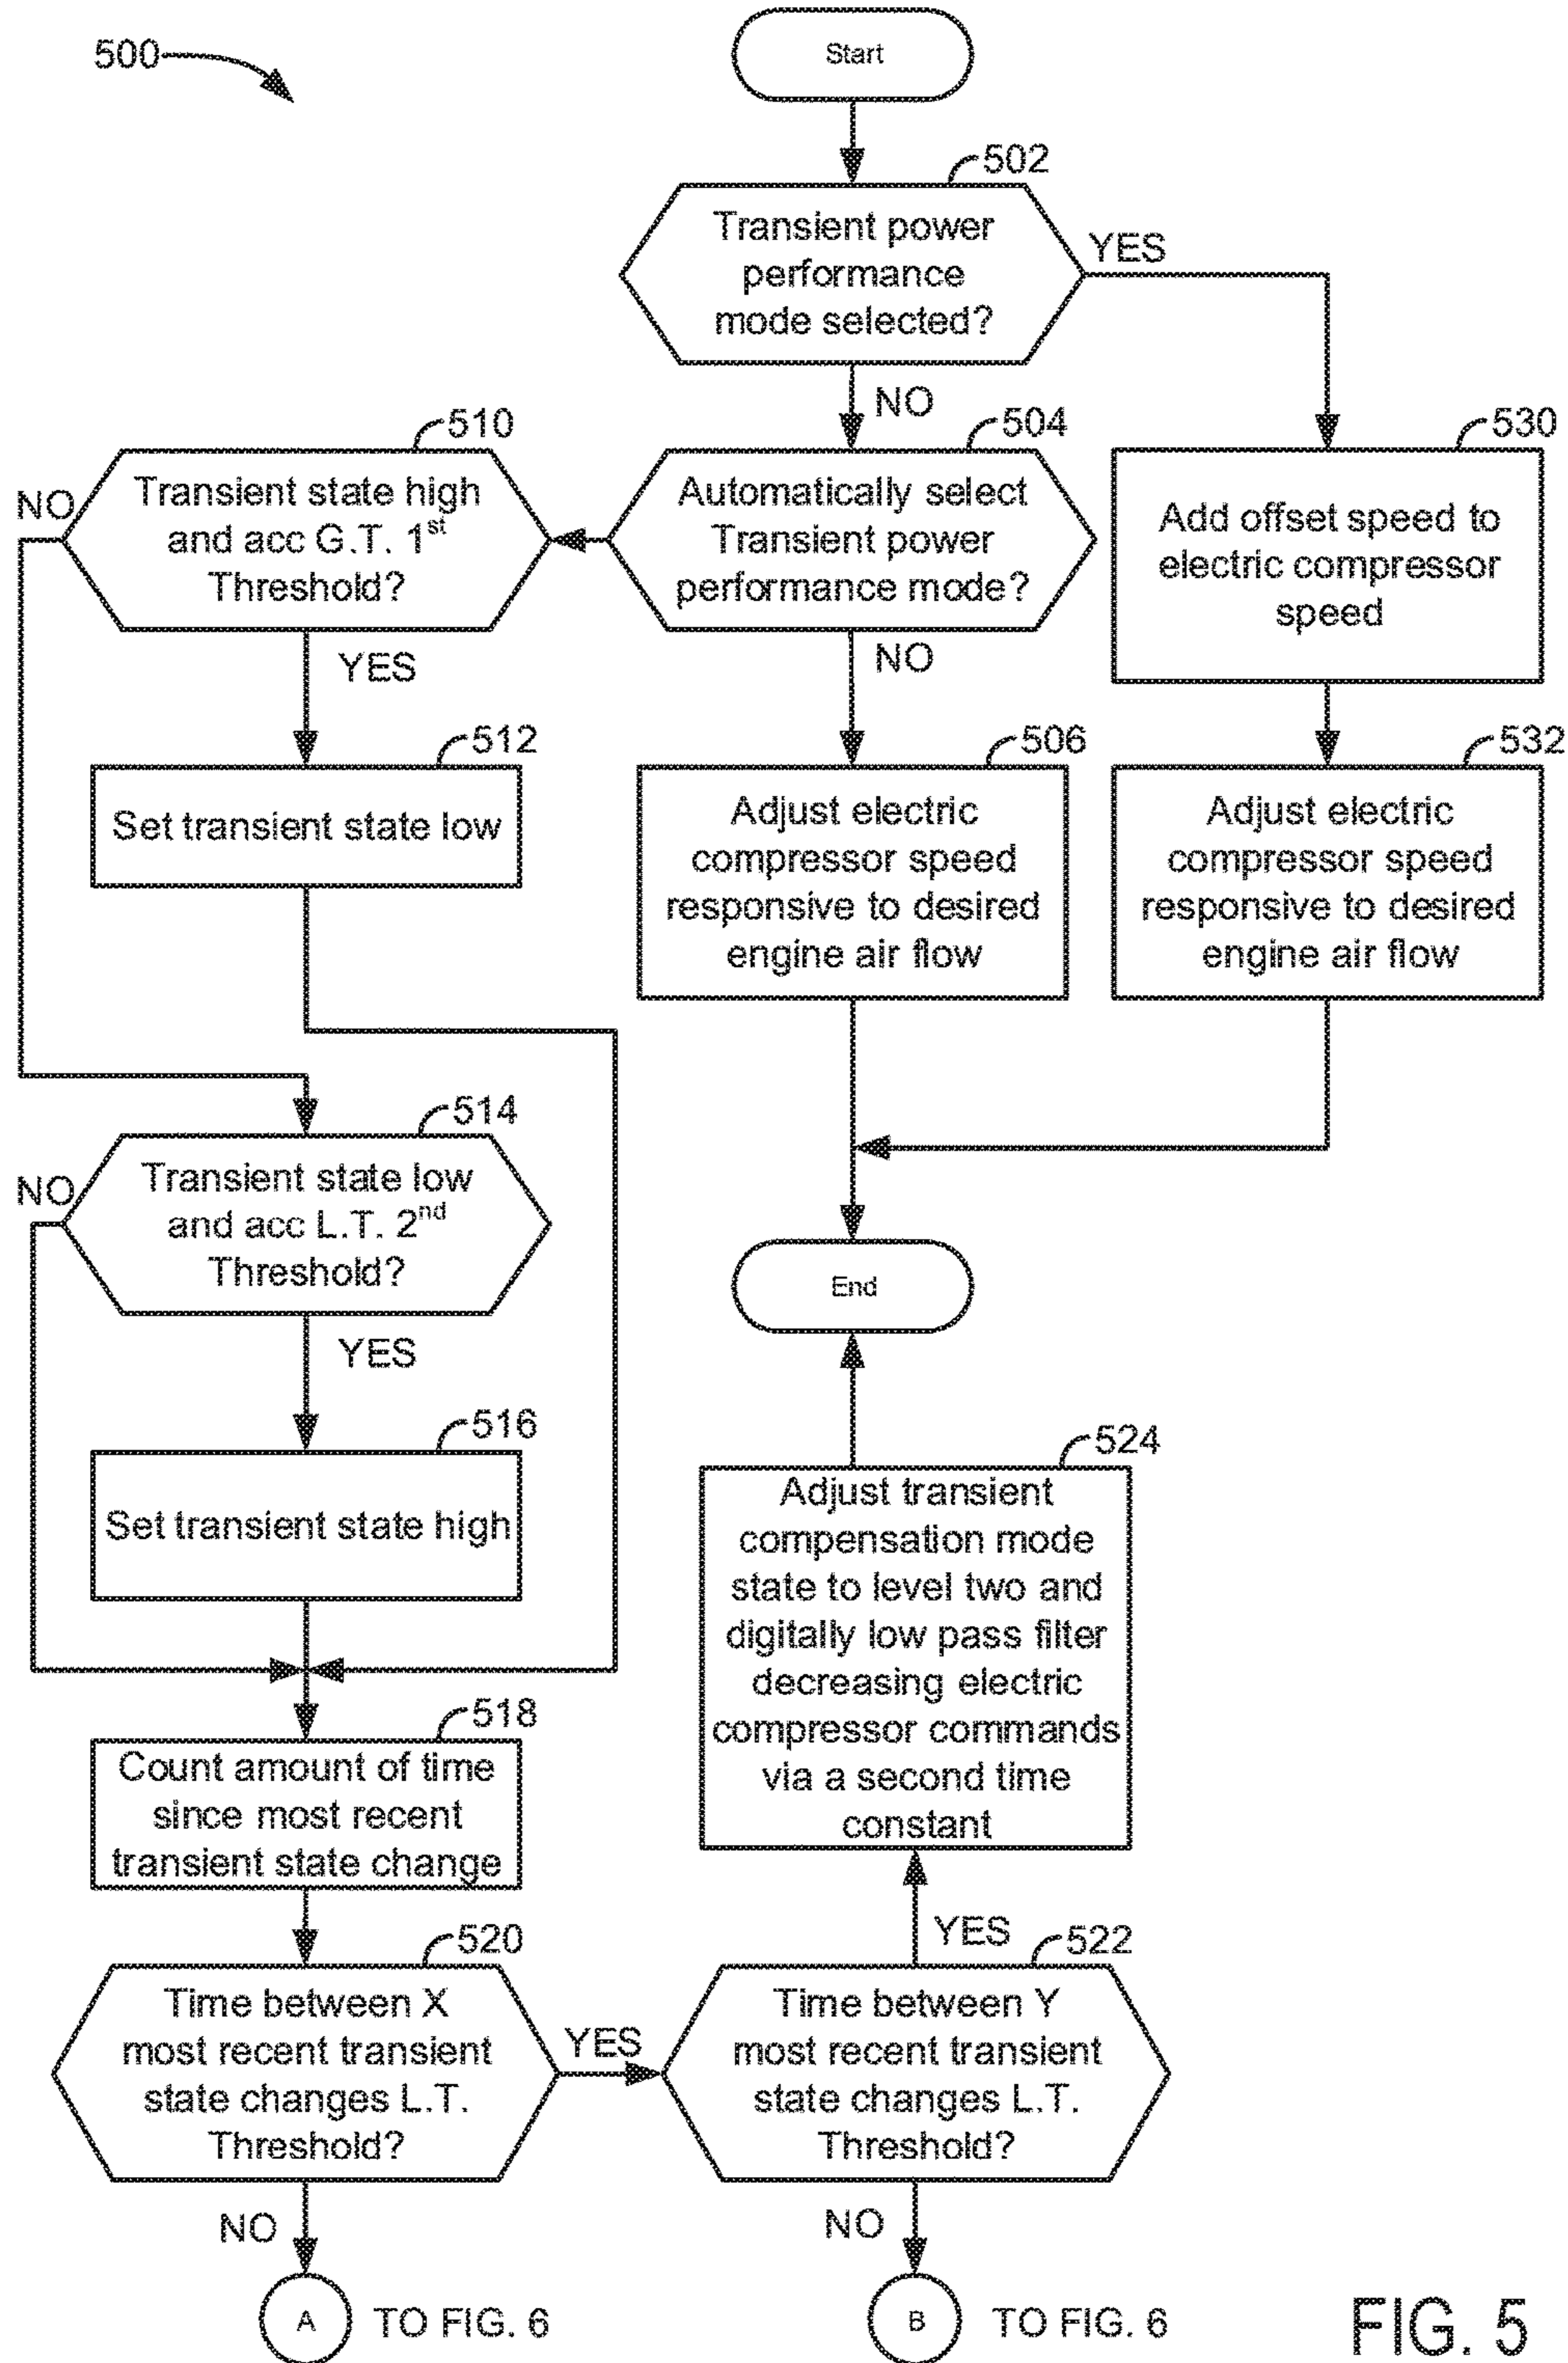 500
Start
502
Transient power
performance
mode selected?
YES
NO
510
Transient state high
and acc G.T. 1st
Threshold?
NO
YES
504
Automatically select
Transient power
performance mode?
NO
530
Add offset speed to
electric compressor
speed
512
Set transient state low
506
Adjust electric
compressor speed
responsive to desired
engine air flow
532
Adjust electric
compressor speed
responsive to desired
engine air flow
514
Transient state low
and acc L.T. 2nd
Threshold?
NO
YES
End
516
Set transient state high
524
Adjust transient
compensation mode
state to level two and
digitally low pass filter
decreasing electric
compressor commands
via a second time
constant
518
Count amount of time
since most recent
transient state change
520
Time between X
most recent transient
state changes L.T.
Threshold?
YES
NO
522
Time between Y
most recent transient
state changes L.T.
Threshold?
YES
NO
A
TO FIG. 6
B
TO FIG. 6
FIG. 5